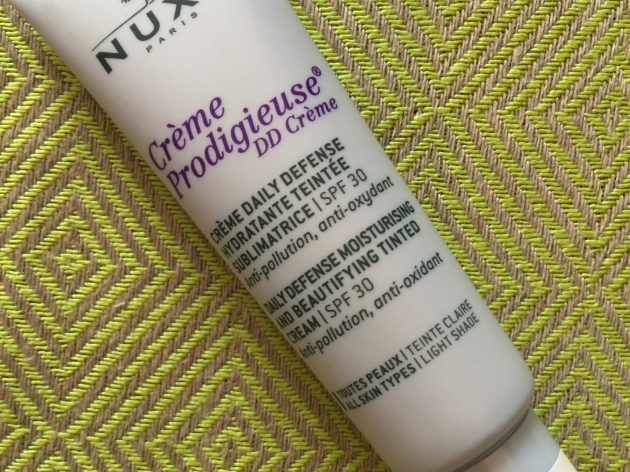 NUX
PARIS
Crème
Prodigieuse®
DD Crème
CRÈME DAILY DEFENSE
HYDRATANTE TEINTÉE
SUBLIMATRICE | SPF 30
Anti-pollution, anti-oxydant
DAILY DEFENSE MOISTURISING
AND BEAUTIFYING TINTED
CREAM | SPF 30
Anti-pollution, anti-oxidant
TOUTES PEAUX | TEINTE CLAIRE
ALL SKIN TYPES | LIGHT SHADE